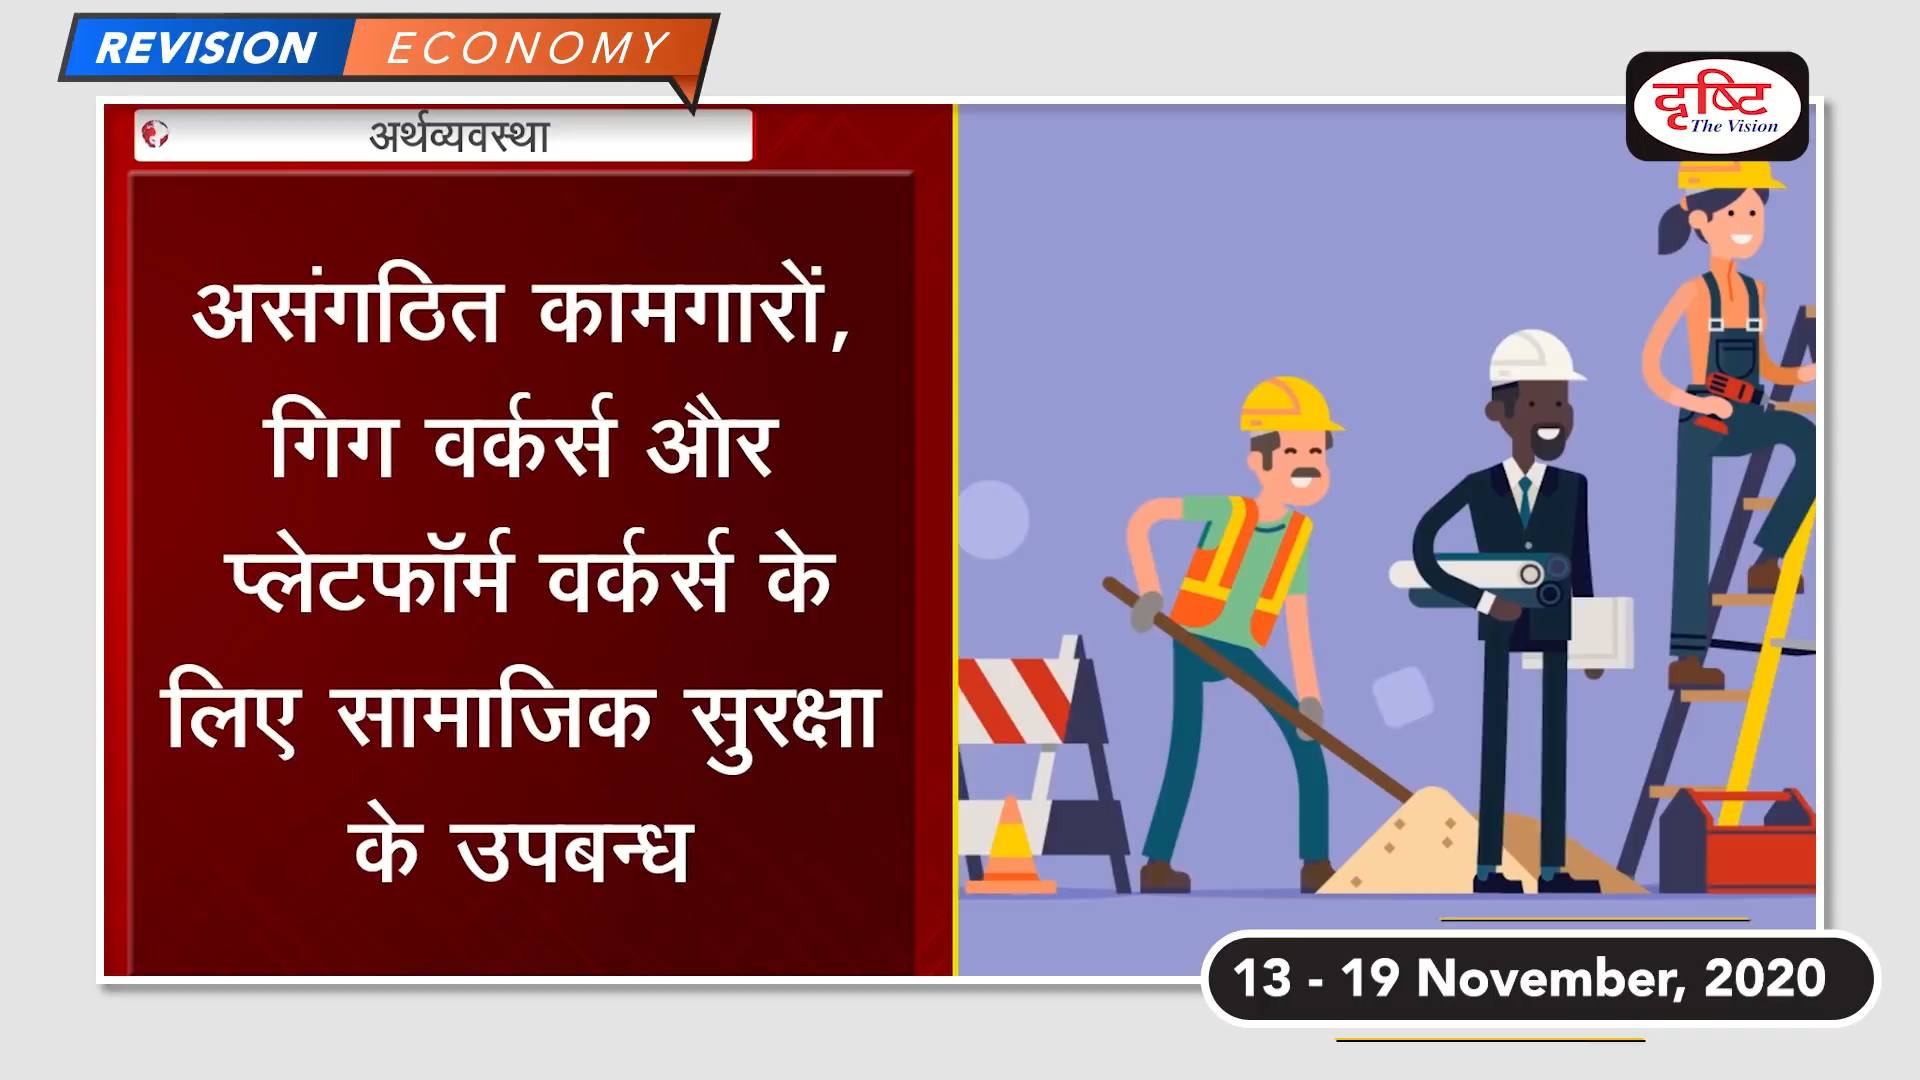 REVISION ECONOMY
दृष्टि
The Vision
अर्थव्यवस्था
असंगठित कामगारों,
गिग वर्कर्स और
प्लेटफॉर्म वर्कर्स के
लिए सामाजिक सुरक्षा
के उपबन्ध
13 - 19 November, 2020